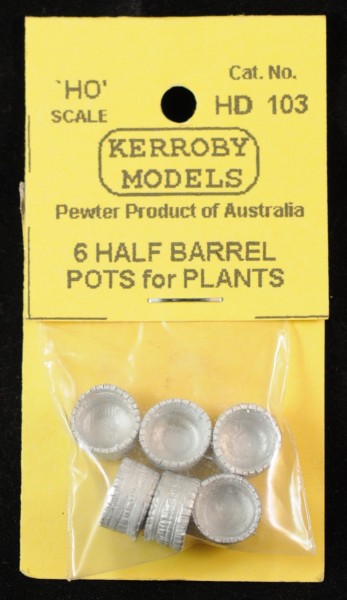 'HO' Cat. No.
SCALE HD 103
KERROBY
MODELS
Pewter Product of Australia
6 HALF BARREL
POTS for PLANTS